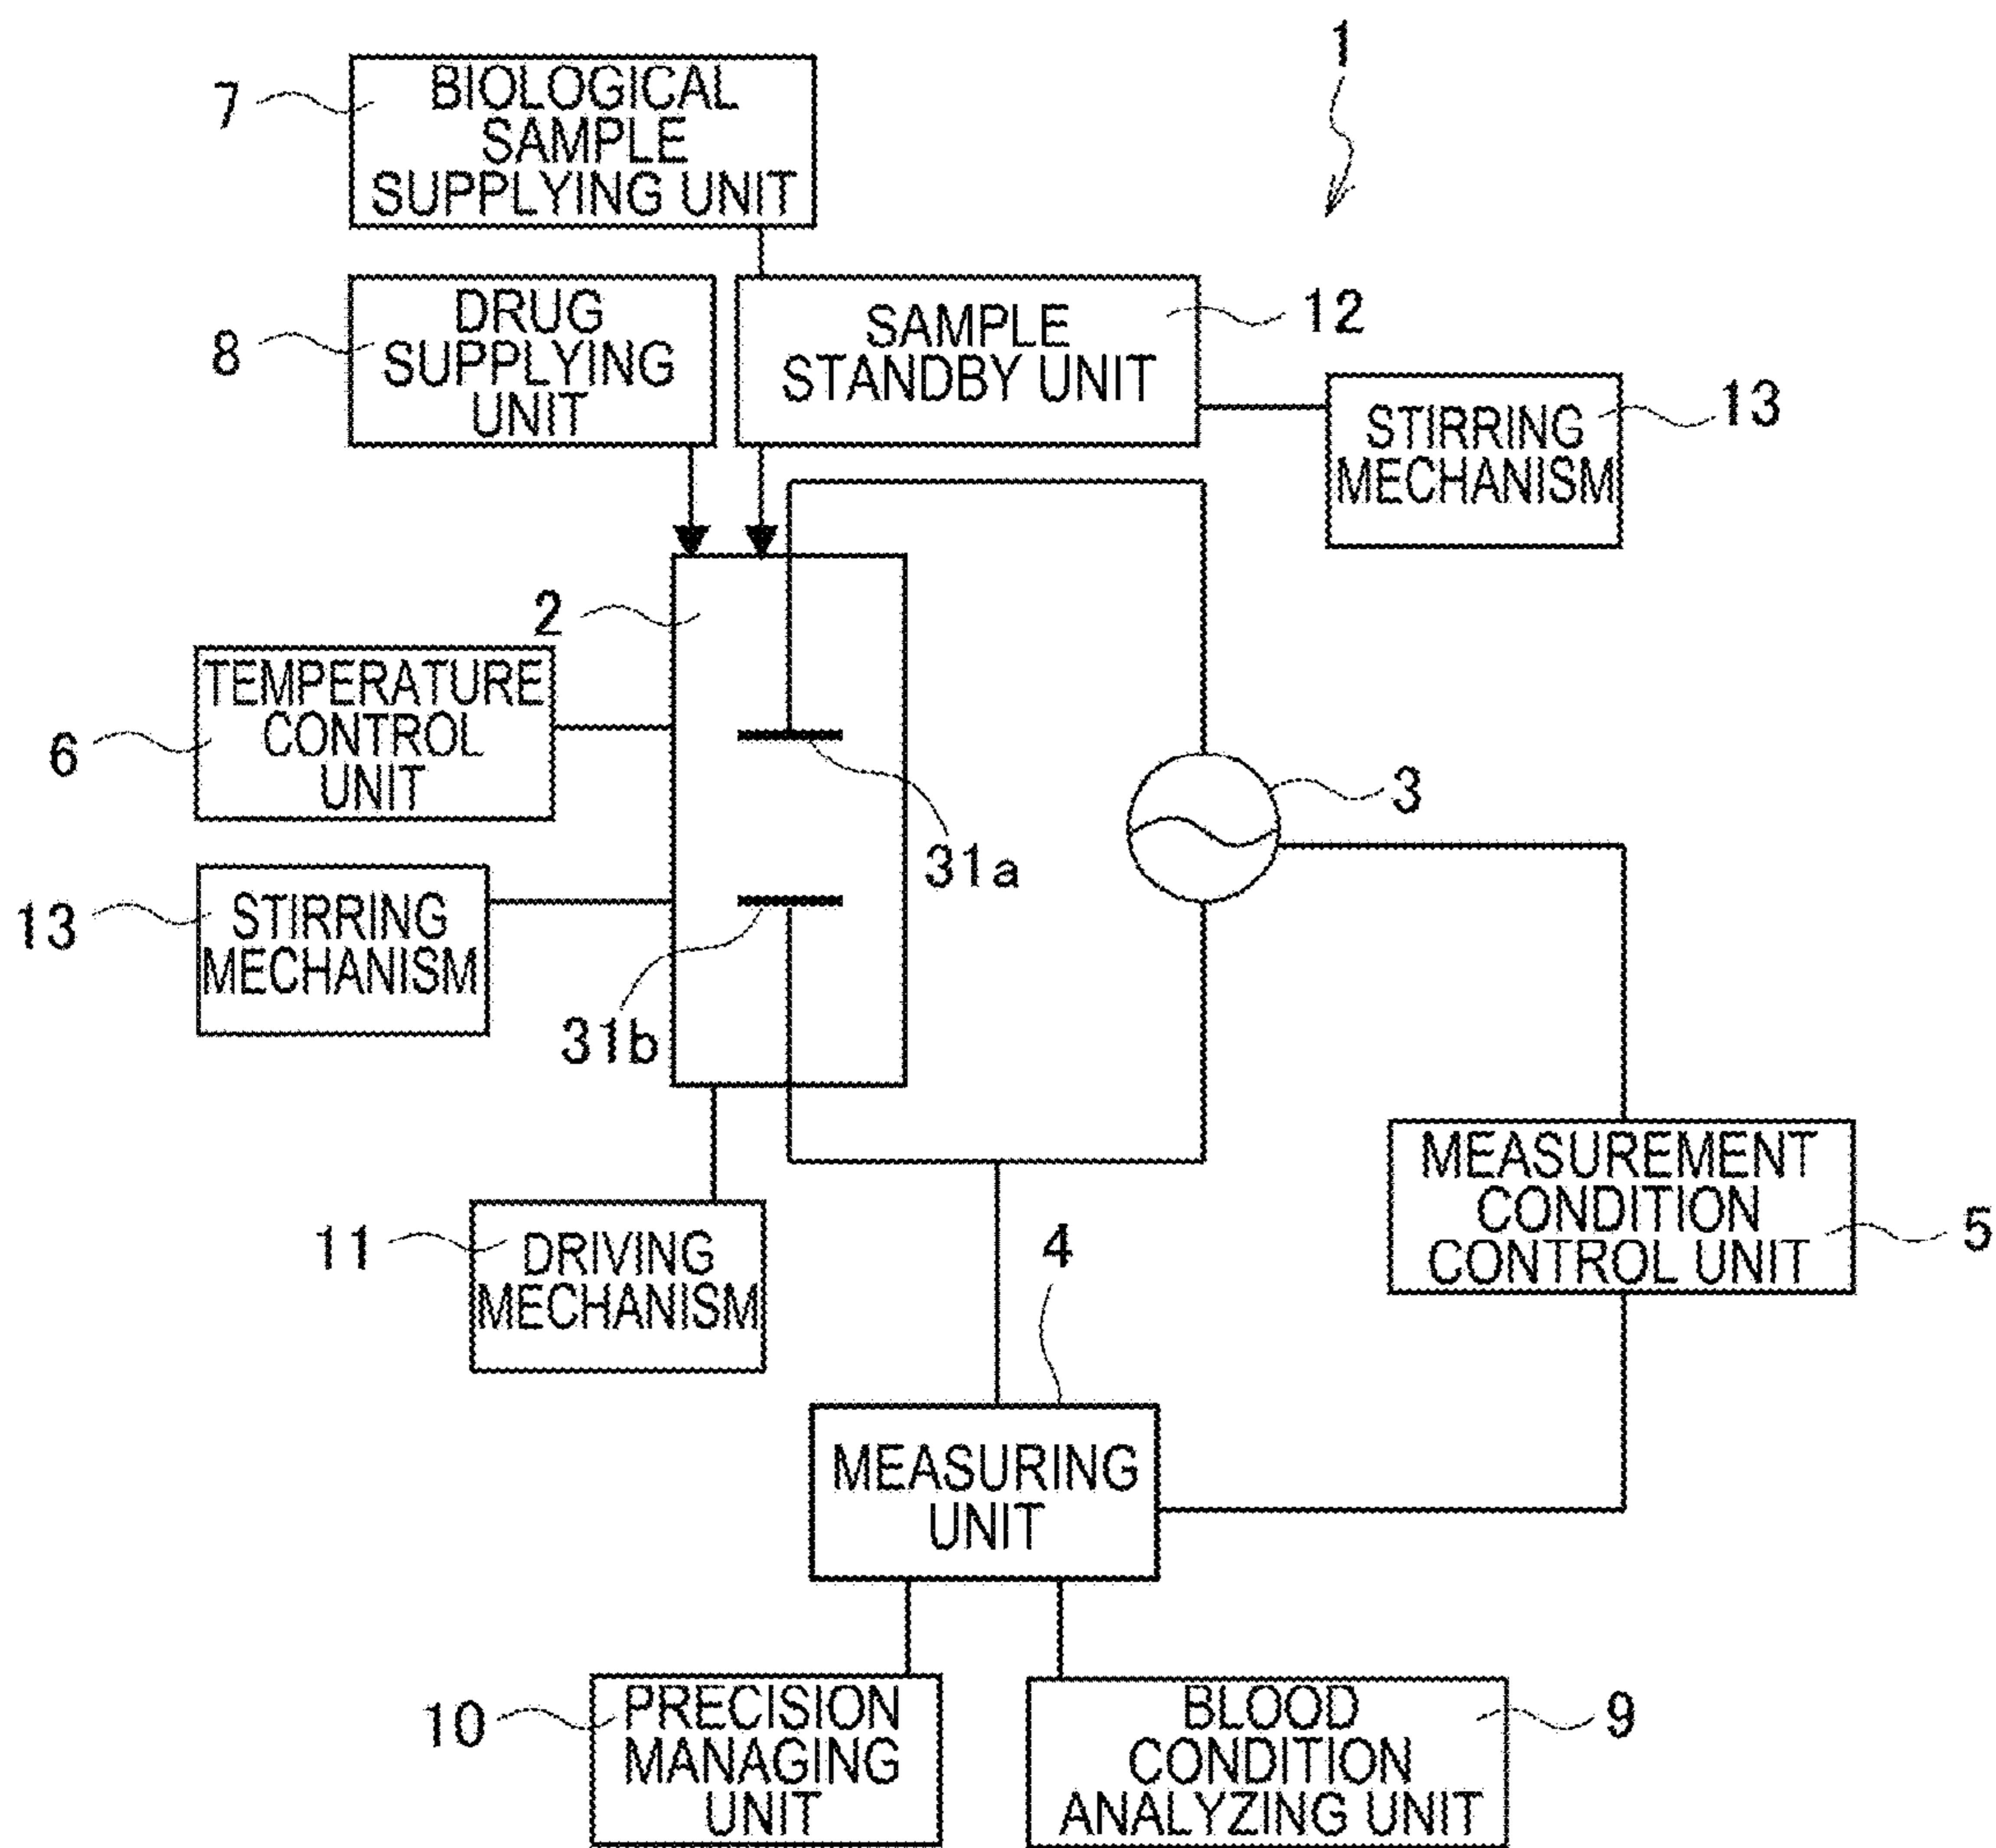 1
7
BIOLOGICAL
SAMPLE
SUPPLYING UNIT
8
DRUG
SUPPLYING
UNIT
SAMPLE
STANDBY UNIT
12
STIRRING
MECHANISM
13
2
TEMPERATURE
CONTROL
UNIT
6
31a
3
13
STIRRING
MECHANISM
31b
11
DRIVING
MECHANISM
4
MEASUREMENT
CONDITION
CONTROL UNIT
5
MEASURING
UNIT
10
PRECISION
MANAGING
UNIT
BLOOD
CONDITION
ANALYZING UNIT
9